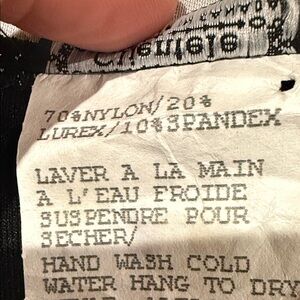 70%NYLON/20%
LUREX/10%SPANDEX
LAVER A LA MAIN
A L'EAU FROIDE
SUSPENDRE POUR
SECHER/
HAND WASH COLD
WATER HANG TO DRY